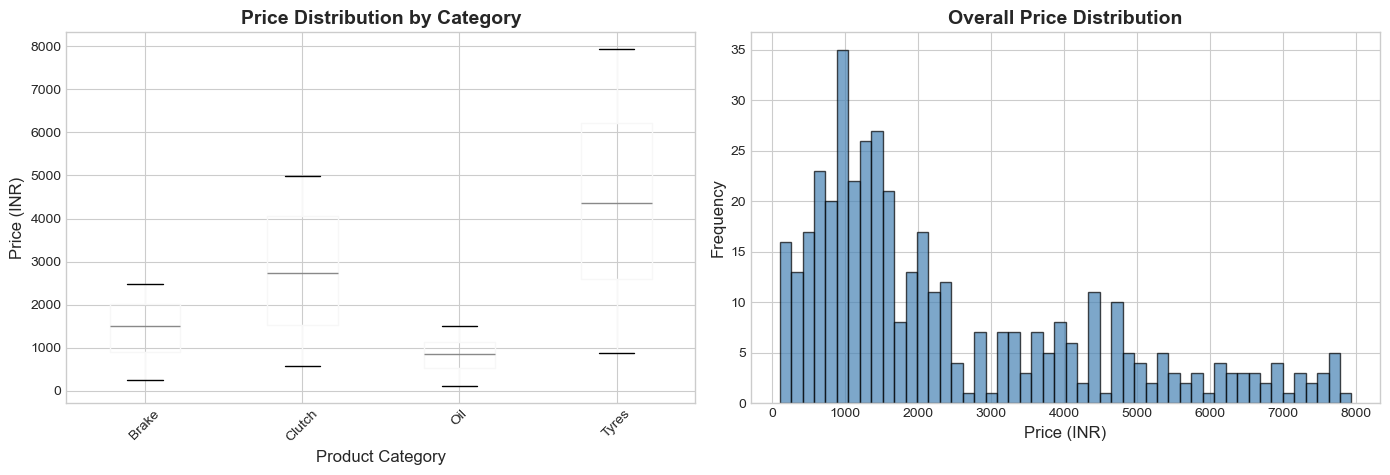 Price Distribution by Category
8000
7000
6000
5000
4000
3000
2000
1000
0
Price (INR)
Brake
Clutch
Oil
Tyres
Product Category
Overall Price Distribution
35
30
25
20
15
10
5
0
Frequency
0 1000 2000 3000 4000 5000 6000 7000 8000
Price (INR)